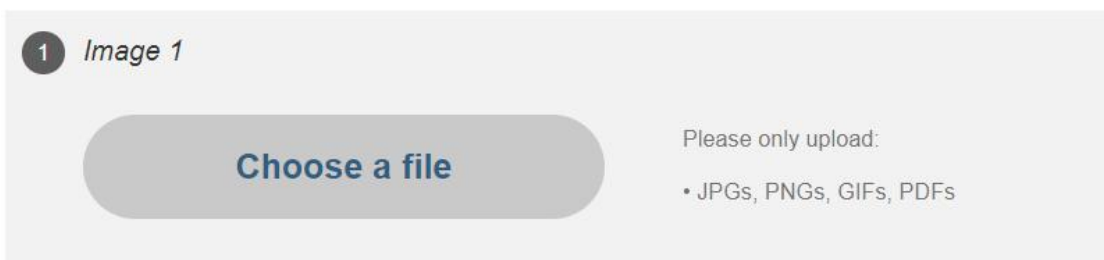 1 Image 1
Choose a file
Please only upload:
• JPGs, PNGs, GIFs, PDFs